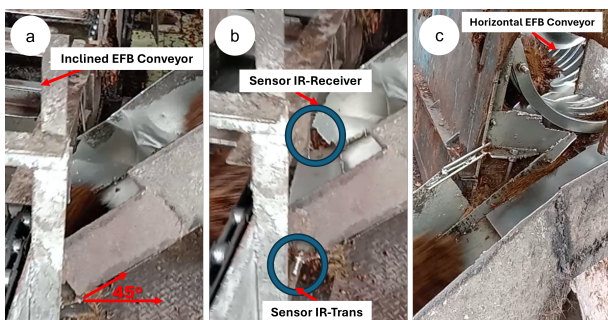 a
Inclined EFB Conveyor
45°
b
Sensor IR-Receiver
Sensor IR-Trans
c
Horizontal EFB Conveyor